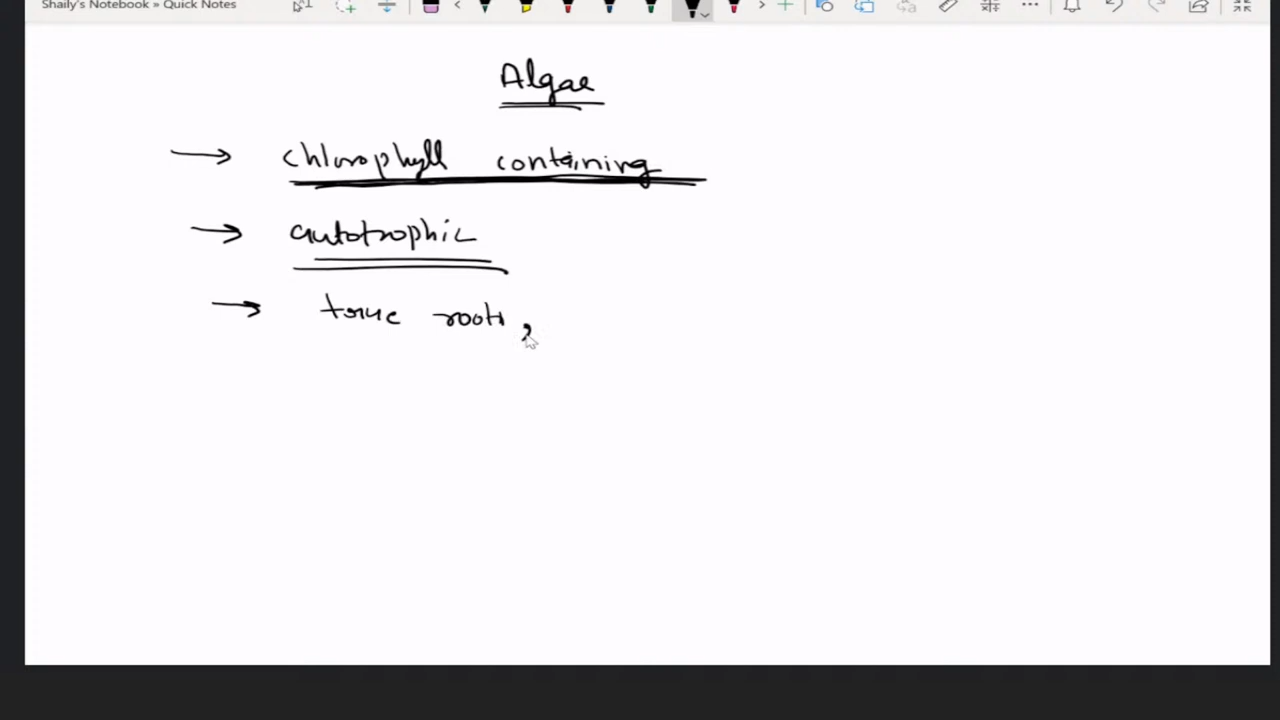 Shaily's Notebook » Quick Notes
Algae
→ chlorophyll containing
→ autotrophic
→ true roots,